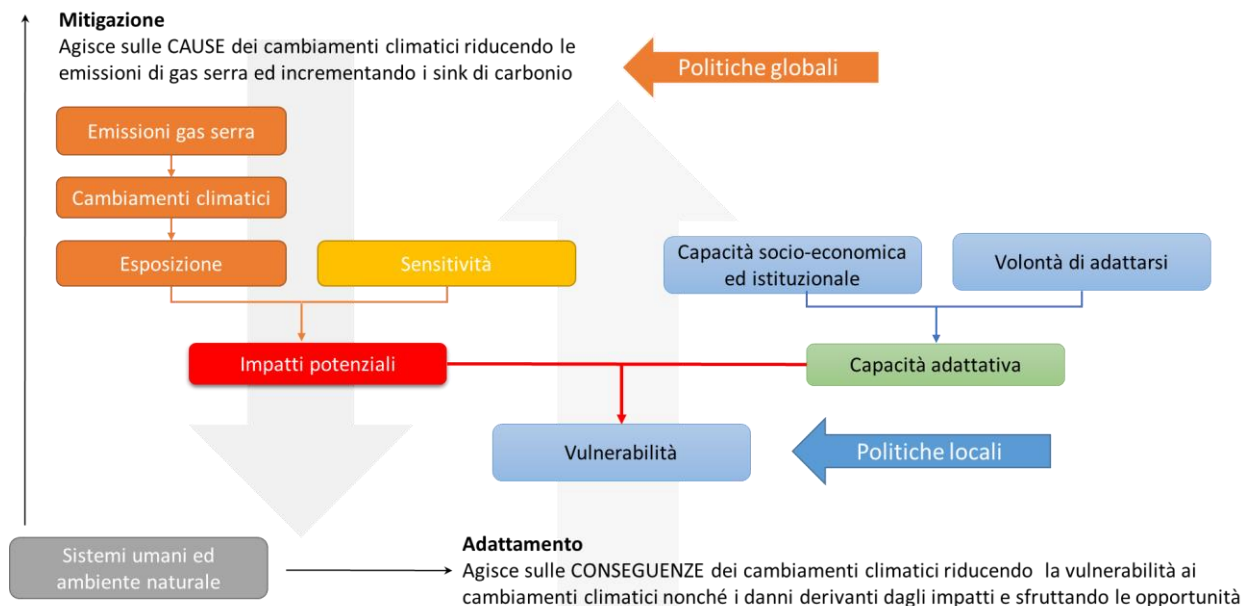 Mitigazione
Agisce sulle CAUSE dei cambiamenti climatici riducendo le
emissioni di gas serra ed incrementando i sink di carbonio
Politiche globali
Emissioni gas serra
Cambiamenti climatici
Esposizione
Sensitività
Capacità socio-economica
ed istituzionale
Volontà di adattarsi
Impatti potenziali
Capacità adattativa
Vulnerabilità
Politiche locali
Sistemi umani ed
ambiente naturale
Adattamento
Agisce sulle CONSEGUENZE dei cambiamenti climatici riducendo la vulnerabilità ai
cambiamenti climatici nonché i danni derivanti dagli impatti e sfruttando le opportunità